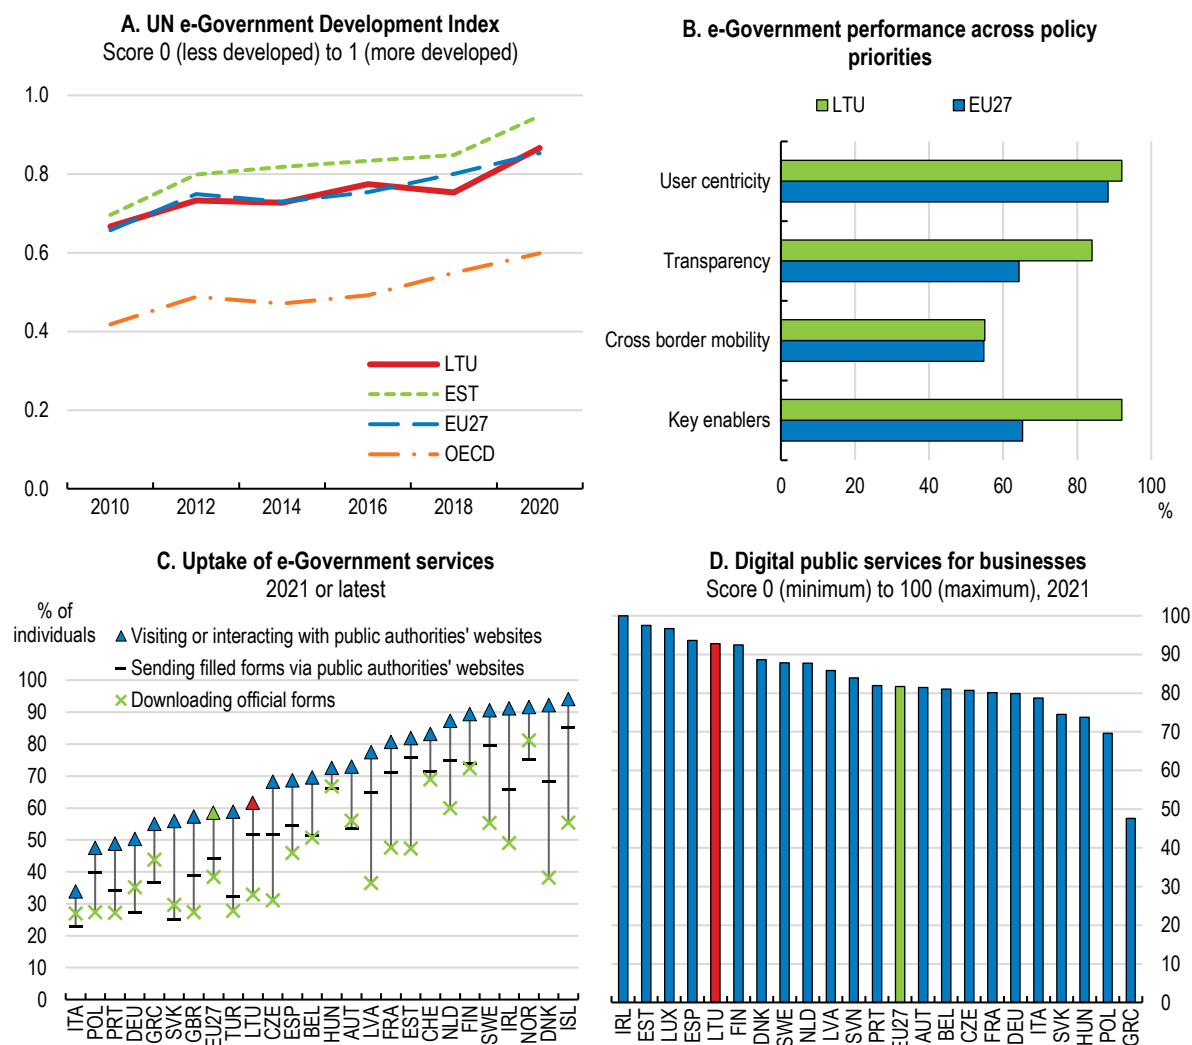 A. UN e-Government Development Index
Score 0 (less developed) to 1 (more developed)
1.0
0.8
0.6
0.4
0.2
0.0
LTU
EST
EU27
OECD
2010 2012 2014 2016 2018 2020
B. e-Government performance across policy
priorities
LTU EU27
User centricity
Transparency
Cross border mobility
Key enablers
0 20 40 60 80 100
%
C. Uptake of e-Government services
2021 or latest
% of
individuals
Visiting or interacting with public authorities' websites
Sending filled forms via public authorities' websites
Downloading official forms
100
90
80
70
60
50
40
30
20
10
0
ITA POL PRT DEU GRC SVK GBR EU27 TUR LTU CZE ESP BEL HUN AUT LVA FRA EST CHE NLD FIN SWE IRL NOR DNK ISL
D. Digital public services for businesses
Score 0 (minimum) to 100 (maximum), 2021
100
90
80
70
60
50
40
30
20
10
0
IRL EST LUX ESP LTU FIN DNK SWE NLD LVA SVN PRT EU27 AUT BEL CZE FRA DEU ITA SVK HUN POL GRC